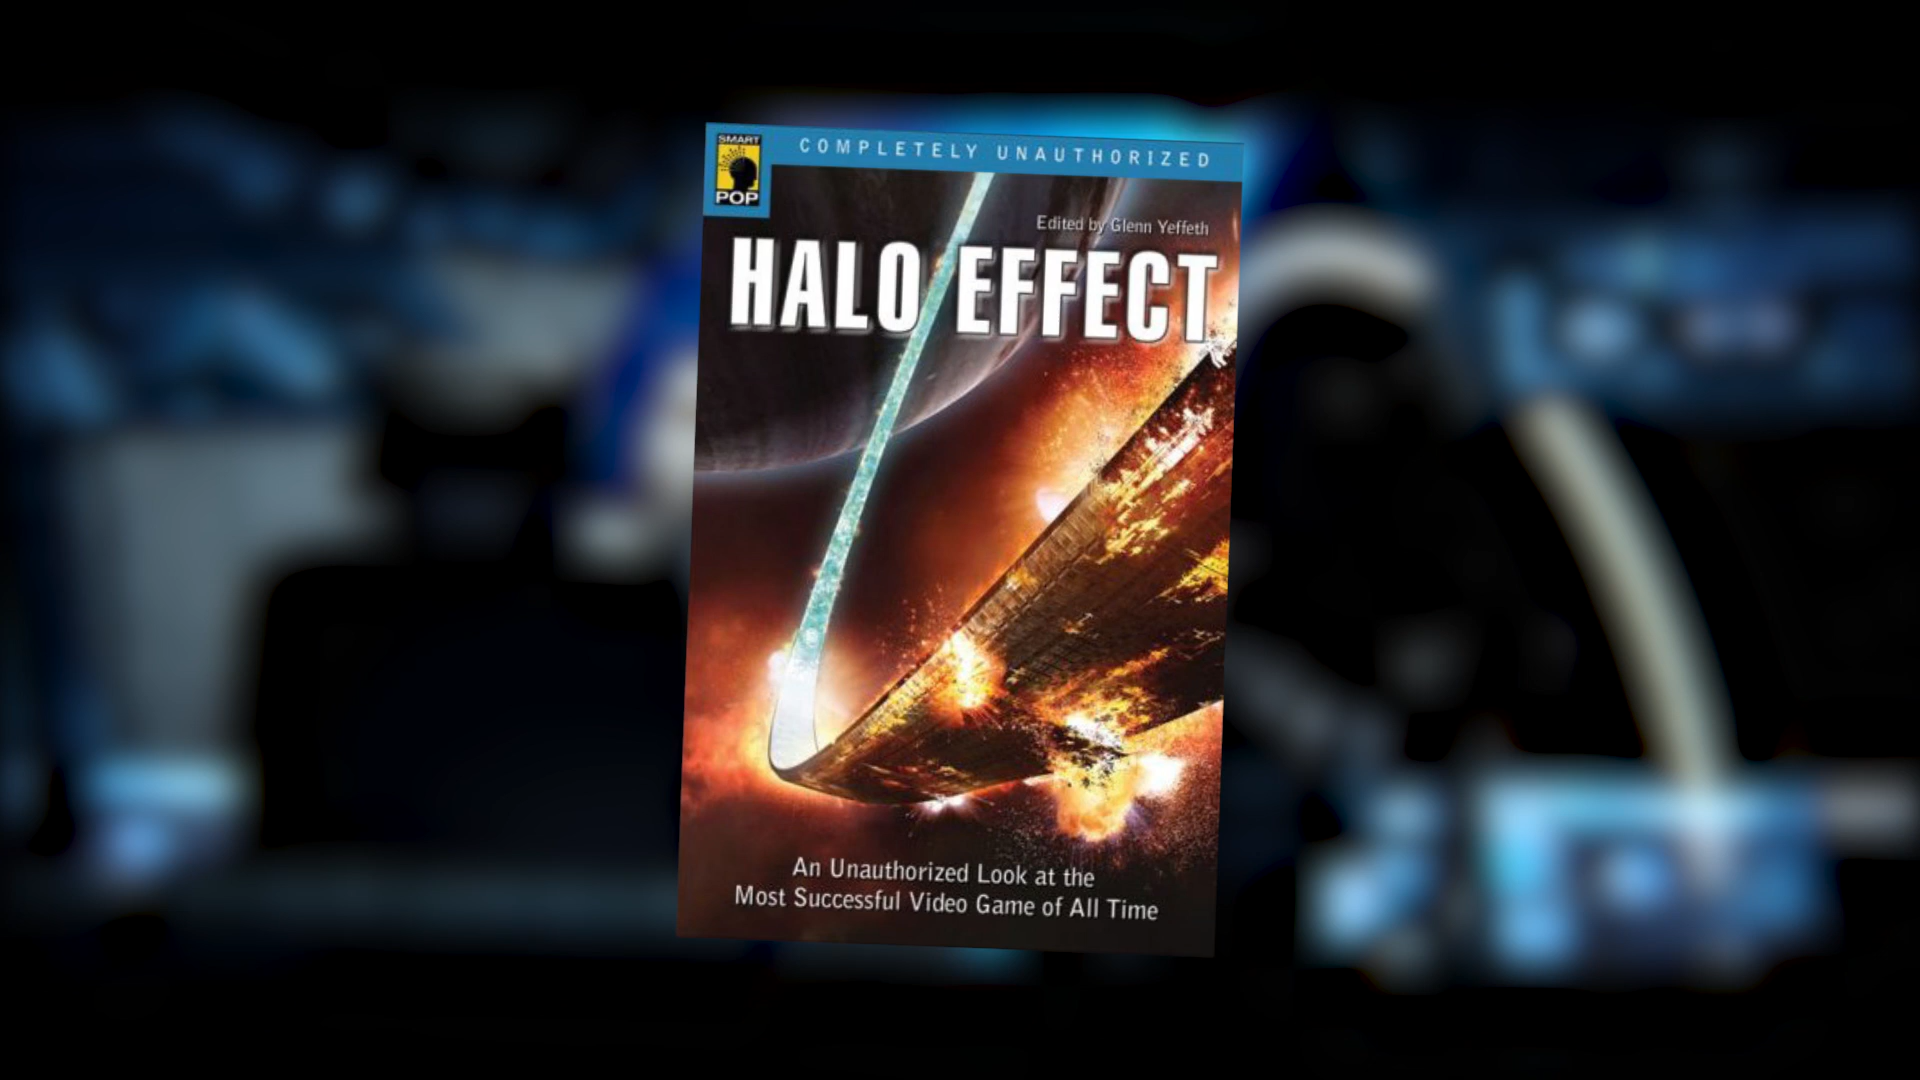 SMART
POP
COMPLETELY UNAUTHORIZED
Edited by Glenn Yeffeth
HALO EFFECT
An Unauthorized Look at the
Most Successful Video Game of All Time